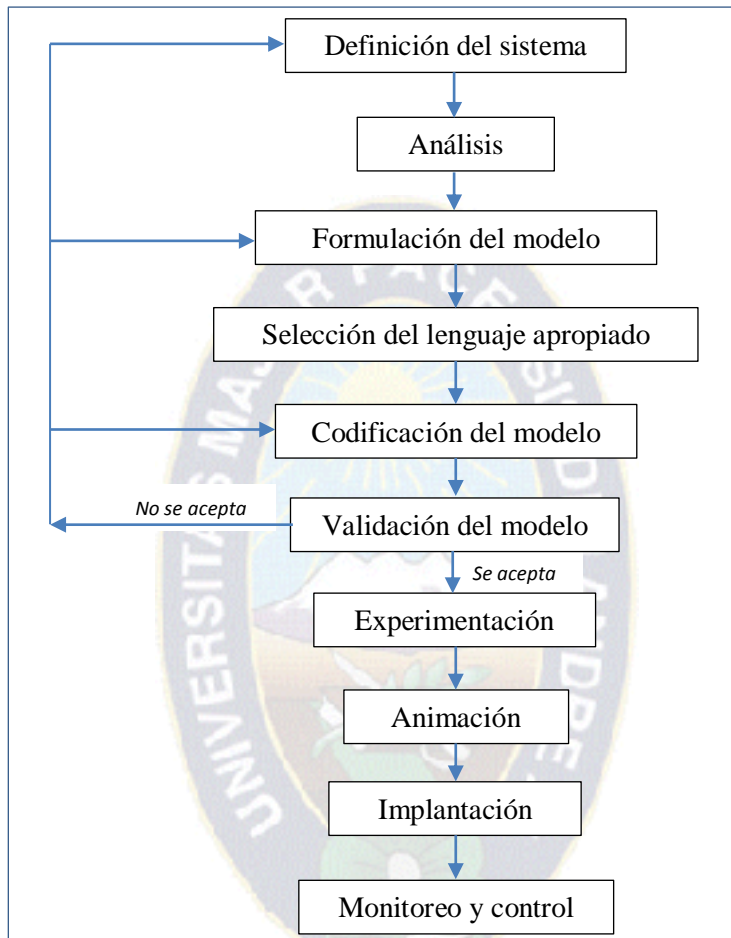 Definición del sistema
Análisis
Formulación del modelo
Selección del lenguaje apropiado
Codificación del modelo
No se acepta
Validación del modelo
Se acepta
Experimentación
Animación
Implantación
Monitoreo y control